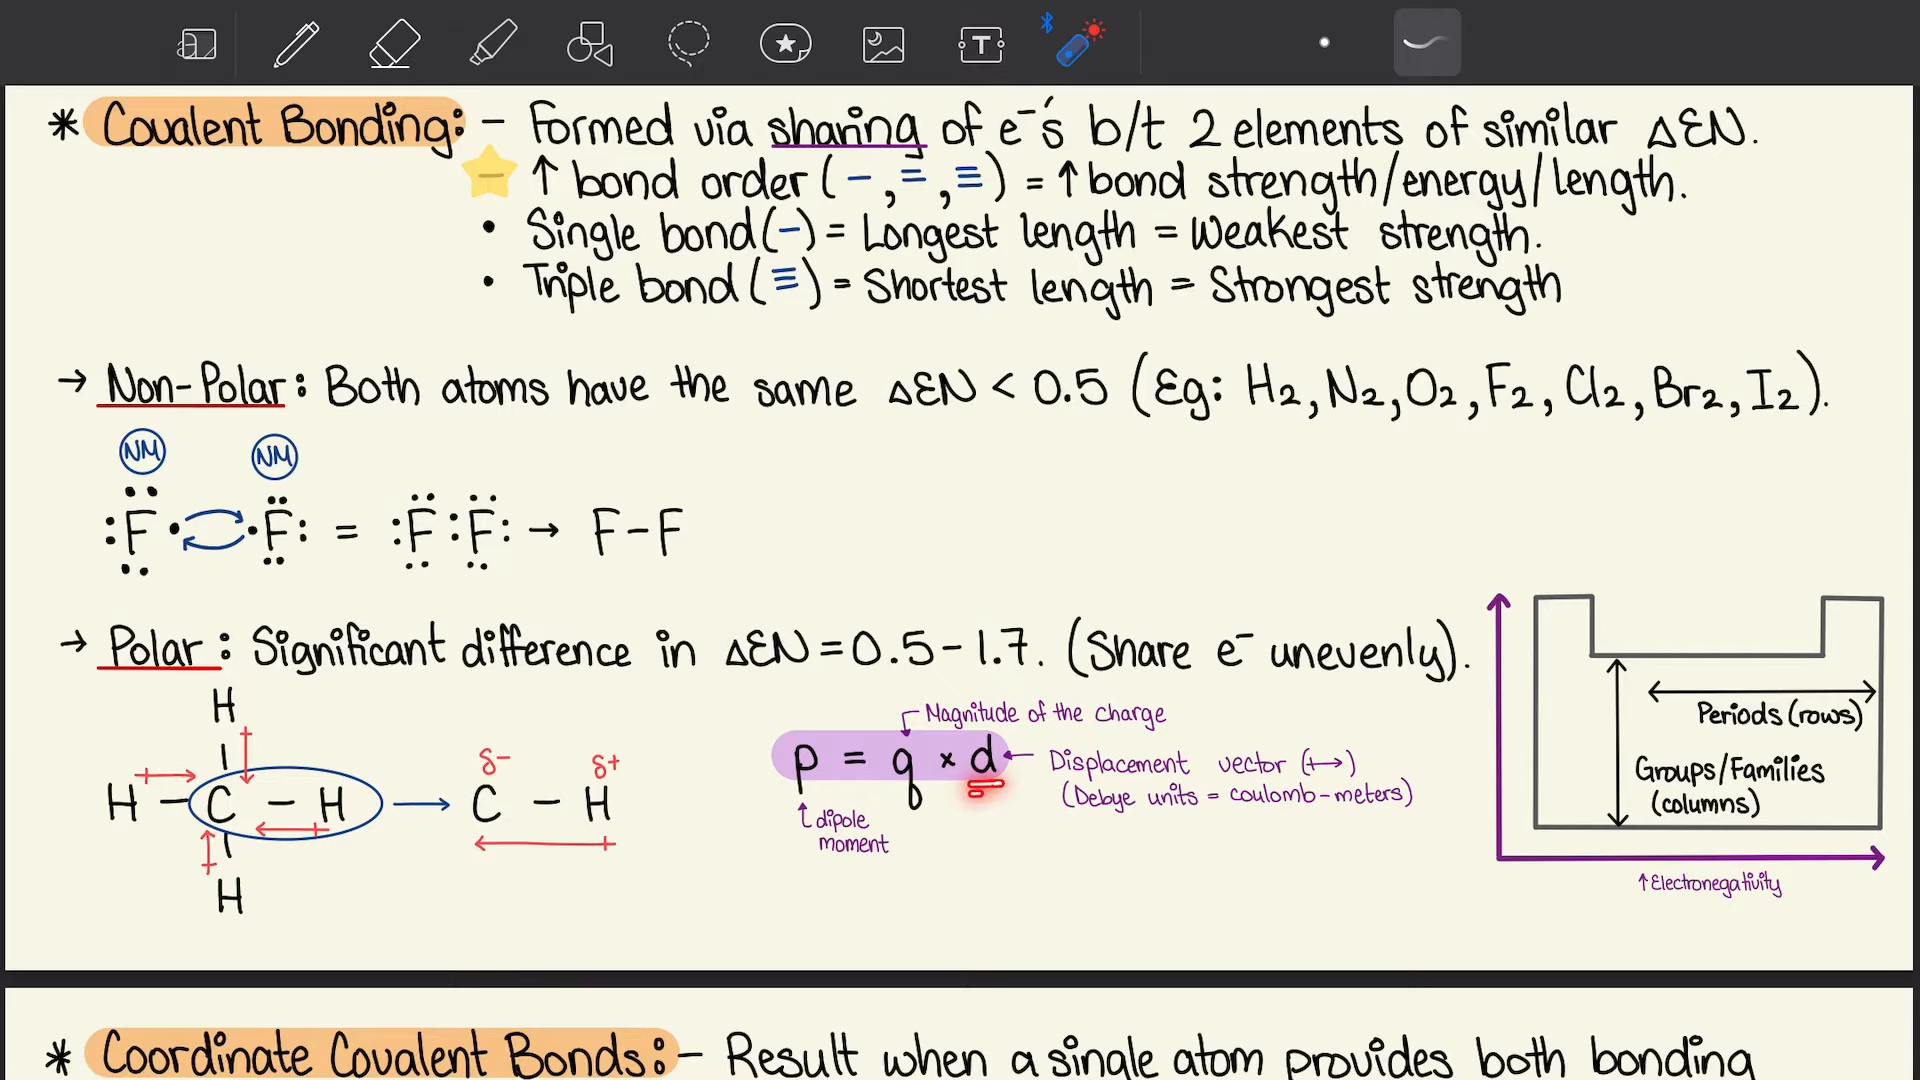 * Covalent Bonding: - Formed via sharing of e⁻'s b/t 2 elements of similar ΔEN.
- ↑ bond order (-, =, ≡) = ↑ bond strength/energy/length.
• Single bond (-) = Longest length = Weakest strength.
• Triple bond (≡) = Shortest length = Strongest strength
→ Non-Polar: Both atoms have the same ΔEN < 0.5 (Eg: H₂, N₂, O₂, F₂, Cl₂, Br₂, I₂).
NM NM
:F· ·F: = :F:F: → F-F
→ Polar: Significant difference in ΔEN = 0.5 - 1.7. (Share e⁻ unevenly).
H
H - C - H → C - H
δ- δ+
H
Magnitude of the charge
p = q × d
Displacement vector (+→)
(Debye units = coulomb-meters)
dipole
moment
Periods (rows)
Groups/Families
(columns)
↑Electronegativity
* Coordinate Covalent Bonds: - Result when a single atom provides both bonding
T